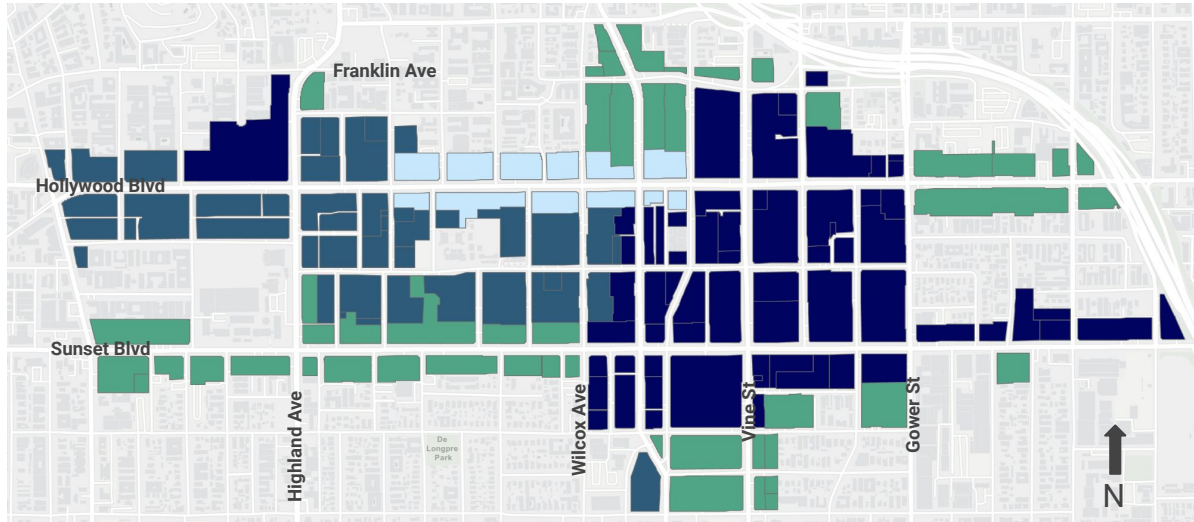 Franklin Ave
Hollywood Blvd
Sunset Blvd
Highland Ave
Wilcox Ave
Vine St
Gower St
De
Longpre
Park
N